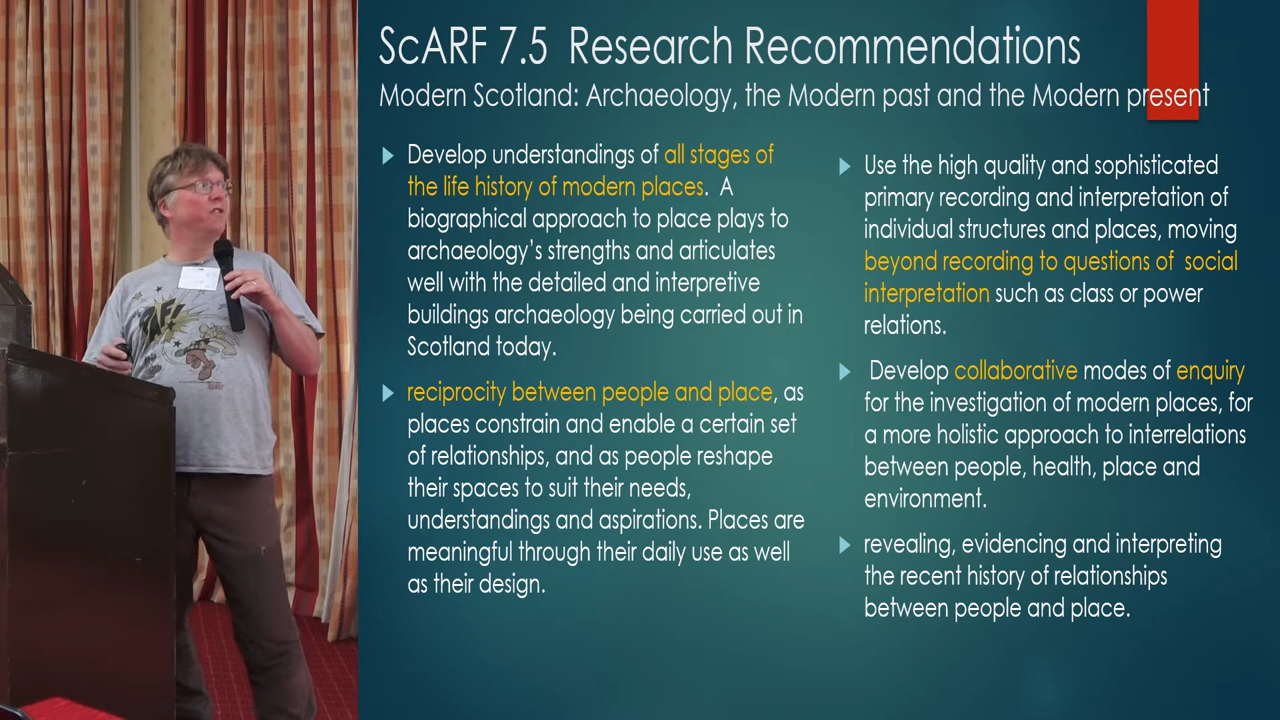 ScARF 7.5 Research Recommendations
Modern Scotland: Archaeology, the Modern past and the Modern present
Develop understandings of all stages of
the life history of modern places. A
biographical approach to place plays to
archaeology's strengths and articulates
well with the detailed and interpretive
buildings archaeology being carried out in
Scotland today.
reciprocity between people and place, as
places constrain and enable a certain set
of relationships, and as people reshape
their spaces to suit their needs,
understandings and aspirations. Places are
meaningful through their daily use as well
as their design.
Use the high quality and sophisticated
primary recording and interpretation of
individual structures and places, moving
beyond recording to questions of social
interpretation such as class or power
relations.
Develop collaborative modes of enquiry
for the investigation of modern places, for
a more holistic approach to interrelations
between people, health, place and
environment.
revealing, evidencing and interpreting
the recent history of relationships
between people and place.